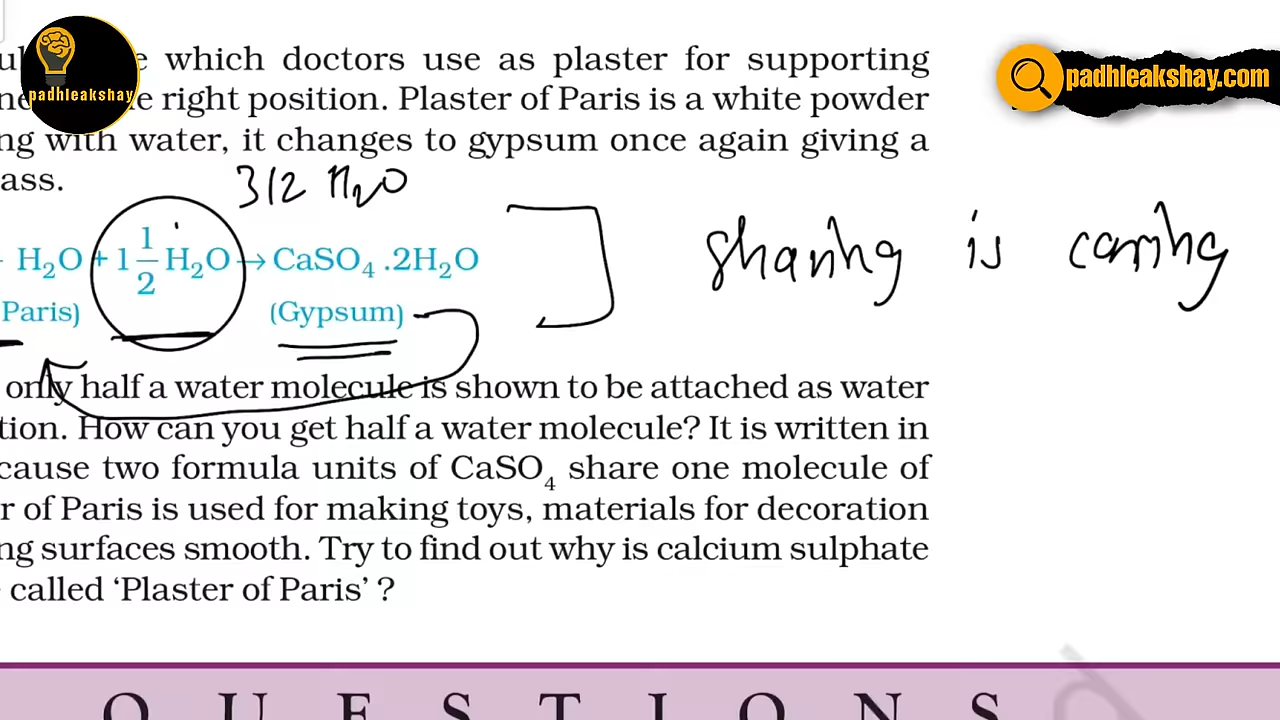 which doctors use as plaster for supporting
padhleakshay
padhleakshay.com
right position. Plaster of Paris is a white powder
with water, it changes to gypsum once again giving a
ass.
3/2 H₂O
H₂O + 1 1/2 H₂O → CaSO₄ .2H₂O
Paris) (Gypsum)
sharing is caring
only half a water molecule is shown to be attached as water
tion. How can you get half a water molecule? It is written in
cause two formula units of CaSO₄ share one molecule of
r of Paris is used for making toys, materials for decoration
ng surfaces smooth. Try to find out why is calcium sulphate
called ‘Plaster of Paris’ ?
QUESTIONS